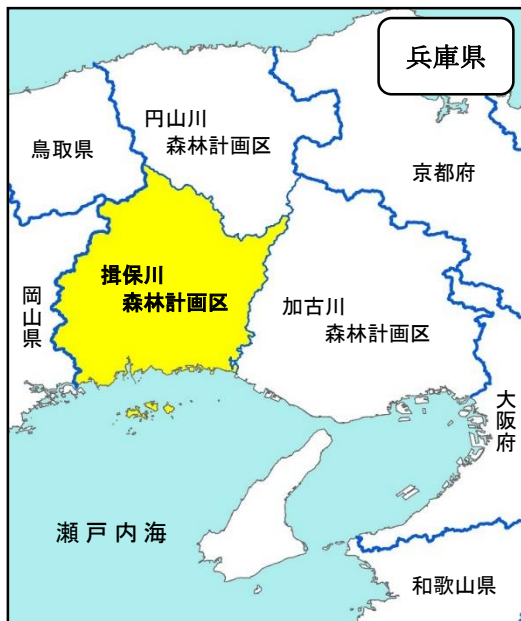 兵庫県
円山川
森林計画区
鳥取県
京都府
揖保川
森林計画区
岡山県
加古川
森林計画区
大阪府
瀬戸内海
和歌山県